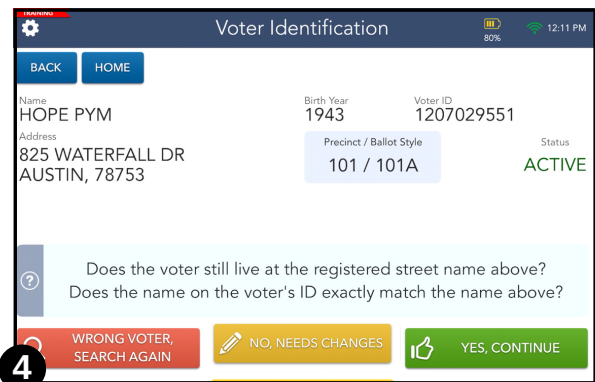 TRAINING
Voter Identification
80%
12:11 PM
BACK
HOME
Name
HOPE PYM
Birth Year
1943
Voter ID
1207029551
Address
825 WATERFALL DR
AUSTIN, 78753
Precinct / Ballot Style
101 / 101A
Status
ACTIVE
?
Does the voter still live at the registered street name above?
Does the name on the voter's ID exactly match the name above?
WRONG VOTER,
SEARCH AGAIN
NO, NEEDS CHANGES
YES, CONTINUE
4